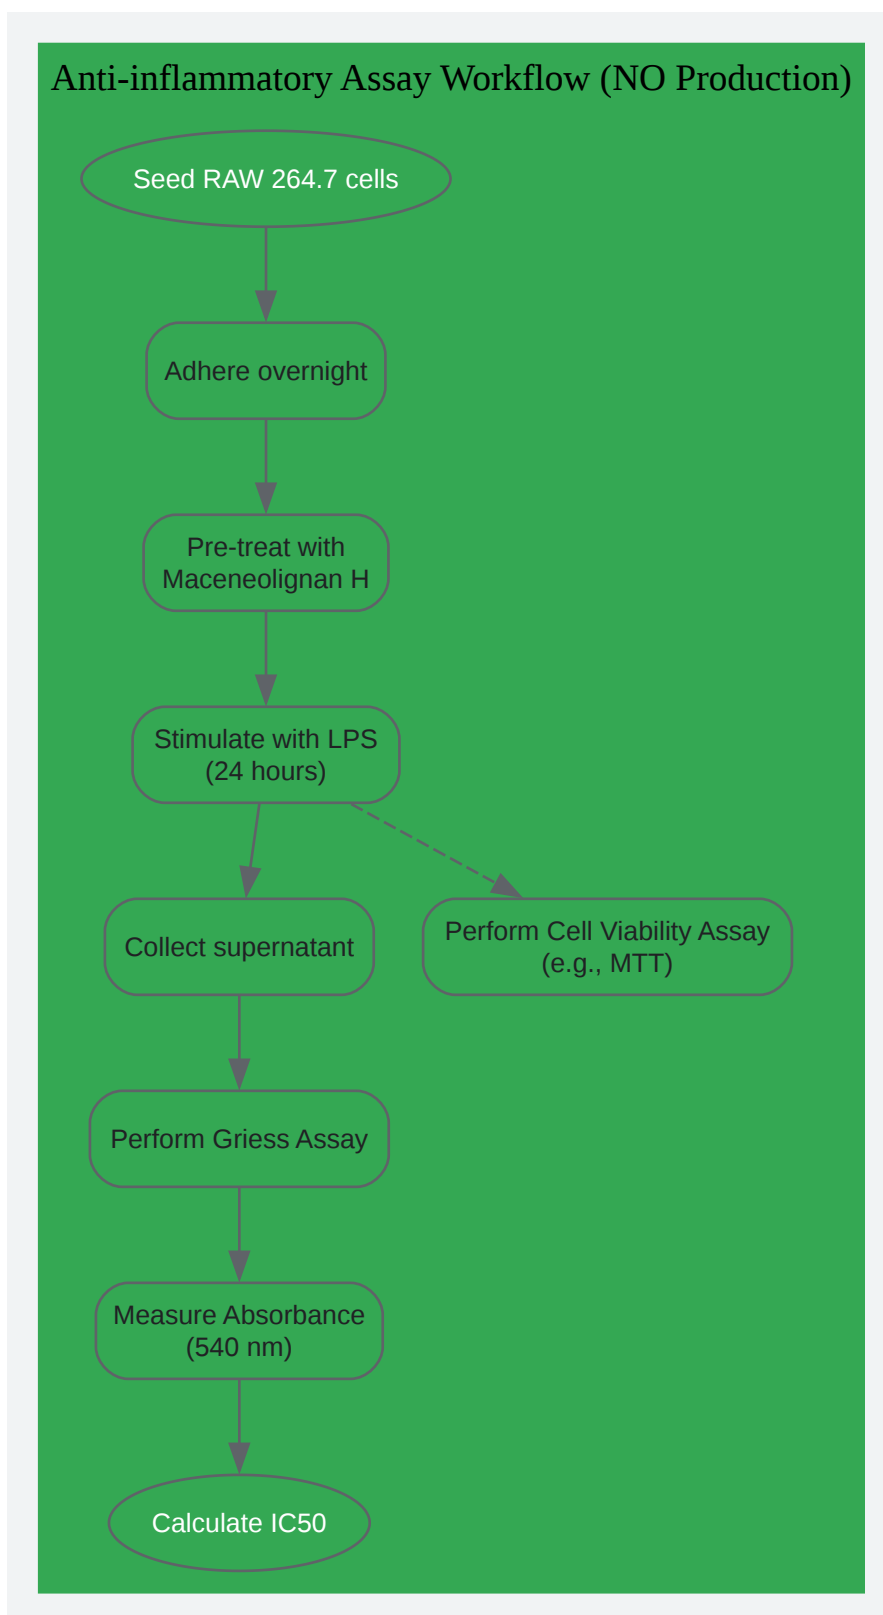 Anti-inflammatory Assay Workflow (NO Production)
Seed RAW 264.7 cells
Adhere overnight
Pre-treat with
Maceneolignan H
Stimulate with LPS
(24 hours)
Collect supernatant
Perform Cell Viability Assay
(e.g., MTT)
Perform Griess Assay
Measure Absorbance
(540 nm)
Calculate IC50